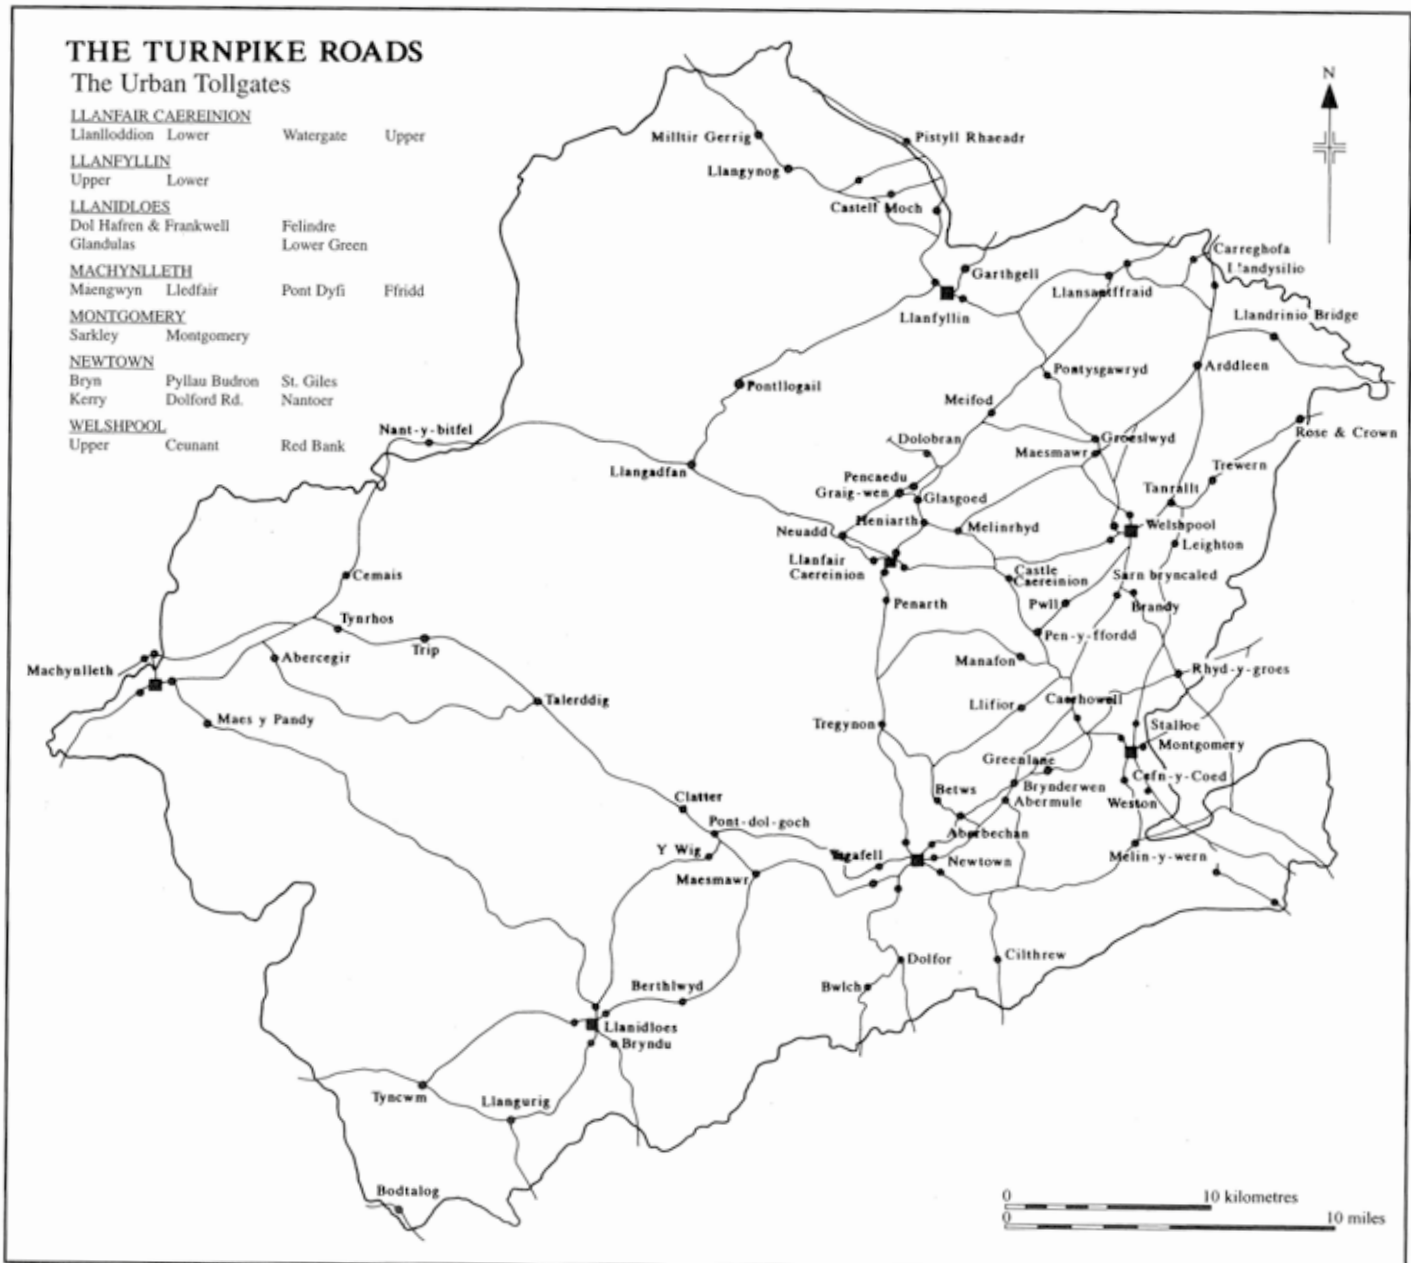 THE TURNPIKE ROADS
The Urban Tollgates
LLANFAIR CAEREINION
Llanlloddion Lower Watergate Upper
LLANFYLLIN
Upper Lower
LLANIDLOES
Dol Hafren & Frankwell Felindre
Glandulas Lower Green
MACHYNLLETH
Maengwyn Lledfair Pont Dyfi Ffridd
MONTGOMERY
Sarkley Montgomery
NEWTOWN
Bryn Pyllau Budron St. Giles
Kerry Dolford Rd. Nantoer
WELSHPOOL
Upper Ceunant Red Bank
N
Milltir Gerrig
Pistyll Rhaeadr
Llangynog
Castell Moch
Carreghofa
Llandysilio
Garthgell
Llansantffraid
Llanfyllin
Llandrinio Bridge
Pontysgawryd
Arddleen
Pontllogail
Meifod
Nant-y-bitfel
Dolobran
Groeslwyd
Rose & Crown
Maesmawr
Llangadfan
Trewern
Pencaedu
Graig-wen
Glasgoed
Tanrallt
Heniarth
Melinrhyd
Welshpool
Neuadd
Leighton
Llanfair
Caereinion
Castle
Caereinion
Sarn bryncaled
Cemais
Penarth
Pwll
Brandy
Tynrhos
Trip
Pen-y-ffordd
Abercegir
Manafon
Machynlleth
Rhyd-y-groes
Talerddig
Llifior
Caerhowell
Maes y Pandy
Tregynon
Stalloe
Montgomery
Greenlane
Cefn-y-Coed
Betws
Brynderwen
Abermule
Weston
Clatter
Pont-dol-goch
Aberbechan
Y Wig
Newtown
Melin-y-wern
Maesmawr
Dolfor
Cilthrew
Bwlch
Berthlwyd
Llanidloes
Bryndu
Tyncwm
Llangurig
Bodtalog
0 10 kilometres
0 10 miles